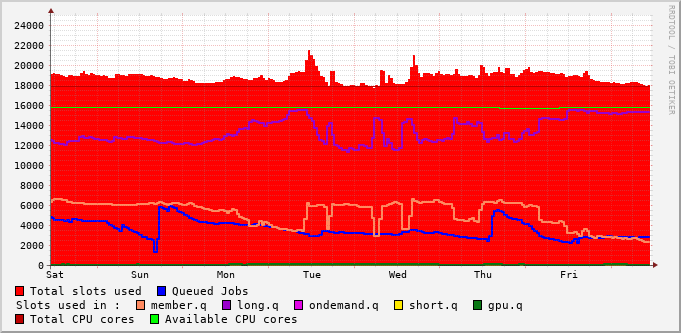 24000
22000
20000
18000
16000
14000
12000
10000
8000
6000
4000
2000
0
Sat Sun Mon Tue Wed Thu Fri
Total slots used Queued Jobs
Slots used in : member.q long.q ondemand.q short.q gpu.q
Total CPU cores Available CPU cores
RRDTOOL / TOBI OETIKER